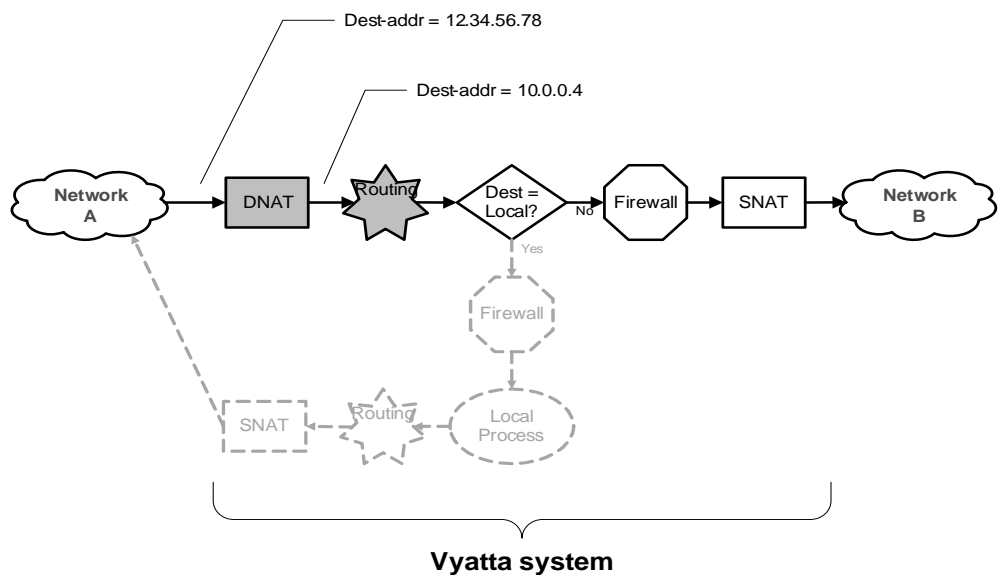 Dest-addr = 12.34.56.78
Dest-addr = 10.0.0.4
Network
A
DNAT
Routing
Dest =
Local?
No
Firewall
SNAT
Network
B
Yes
Firewall
SNAT
Routing
Local
Process
Vyatta system